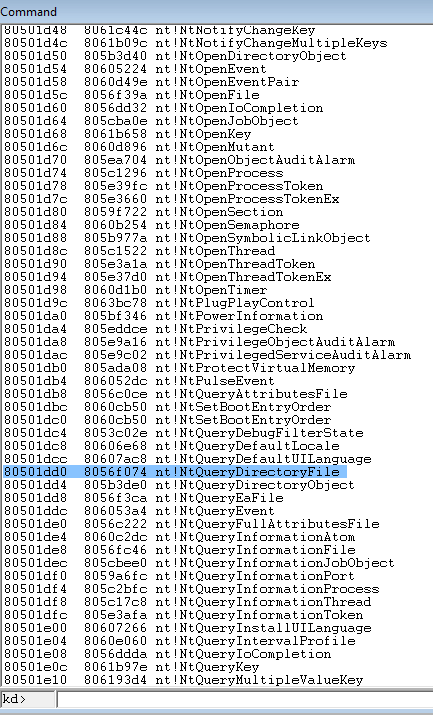 Command
80501d48 8061c44c nt!NtNotifyChangeKey
80501d4c 8061b09c nt!NtNotifyChangeMultipleKeys
80501d50 805b3d40 nt!NtOpenDirectoryObject
80501d54 80605224 nt!NtOpenEvent
80501d58 8060d49e nt!NtOpenEventPair
80501d5c 8056f39a nt!NtOpenFile
80501d60 8056dd32 nt!NtOpenIoCompletion
80501d64 805cba0e nt!NtOpenJobObject
80501d68 8061b658 nt!NtOpenKey
80501d6c 8060d896 nt!NtOpenMutant
80501d70 805ea704 nt!NtOpenObjectAuditAlarm
80501d74 805c1296 nt!NtOpenProcess
80501d78 805e39fc nt!NtOpenProcessToken
80501d7c 805e3660 nt!NtOpenProcessTokenEx
80501d80 8059f722 nt!NtOpenSection
80501d84 8060b254 nt!NtOpenSemaphore
80501d88 805b977a nt!NtOpenSymbolicLinkObject
80501d8c 805c1522 nt!NtOpenThread
80501d90 805e3a1a nt!NtOpenThreadToken
80501d94 805e37d0 nt!NtOpenThreadTokenEx
80501d98 8060d1b0 nt!NtOpenTimer
80501d9c 8063bc78 nt!NtPlugPlayControl
80501da0 805bf346 nt!NtPowerInformation
80501da4 805eddce nt!NtPrivilegeCheck
80501da8 805e9a16 nt!NtPrivilegeObjectAuditAlarm
80501dac 805e9c02 nt!NtPrivilegedServiceAuditAlarm
80501db0 805ada08 nt!NtProtectVirtualMemory
80501db4 806052dc nt!NtPulseEvent
80501db8 8056c0ce nt!NtQueryAttributesFile
80501dbc 8060cb50 nt!NtSetBootEntryOrder
80501dc0 8060cb50 nt!NtSetBootEntryOrder
80501dc4 8053c02e nt!NtQueryDebugFilterState
80501dc8 80606e68 nt!NtQueryDefaultLocale
80501dcc 80607ac8 nt!NtQueryDefaultUILanguage
80501dd0 8056f074 nt!NtQueryDirectoryFile
80501dd4 805b3de0 nt!NtQueryDirectoryObject
80501dd8 8056f3ca nt!NtQueryEaFile
80501ddc 806053a4 nt!NtQueryEvent
80501de0 8056c222 nt!NtQueryFullAttributesFile
80501de4 8060c2dc nt!NtQueryInformationAtom
80501de8 8056fc46 nt!NtQueryInformationFile
80501dec 805cbee0 nt!NtQueryInformationJobObject
80501df0 8059a6fc nt!NtQueryInformationPort
80501df4 805c2bfc nt!NtQueryInformationProcess
80501df8 805c17c8 nt!NtQueryInformationThread
80501dfc 805e3afa nt!NtQueryInformationToken
80501e00 80607266 nt!NtQueryInstallUILanguage
80501e04 8060e060 nt!NtQueryIntervalProfile
80501e08 8056ddda nt!NtQueryIoCompletion
80501e0c 8061b97e nt!NtQueryKey
80501e10 806193d4 nt!NtQueryMultipleValueKey
kd>